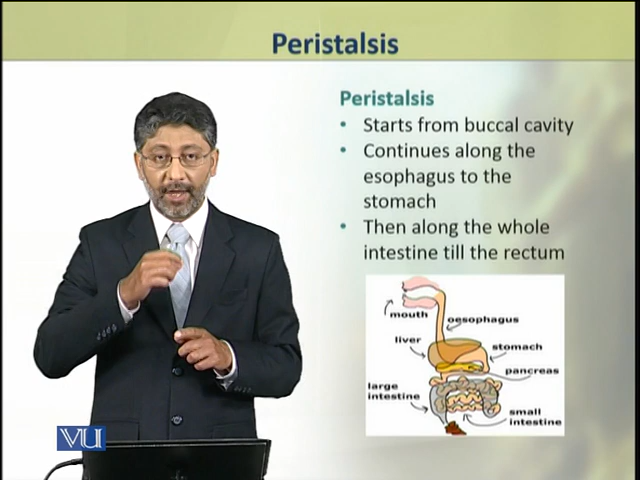 Peristalsis
Peristalsis
• Starts from buccal cavity
• Continues along the
esophagus to the
stomach
• Then along the whole
intestine till the rectum
mouth
oesophagus
liver
stomach
pancreas
large
intestine
small
intestine
VU